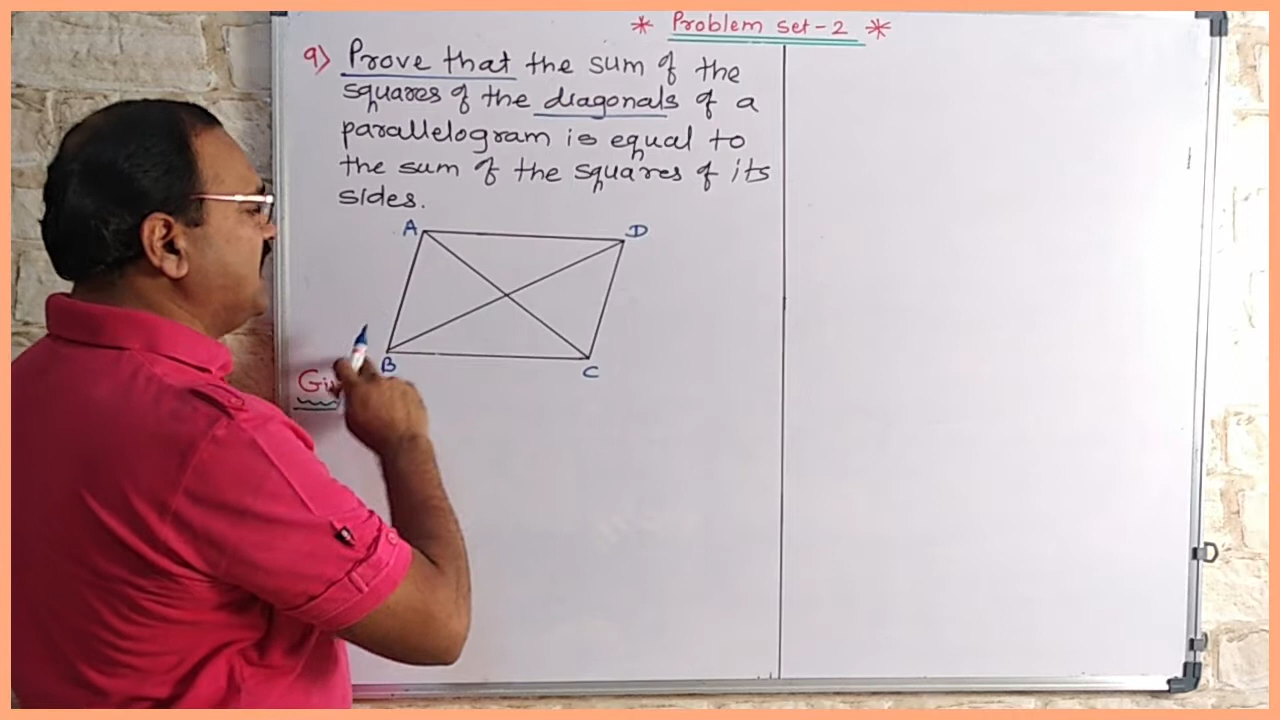 * Problem set-2 *
9) Prove that the sum of the
squares of the diagonals of a
parallelogram is equal to
the sum of the squares of its
sides.
A
D
B
C